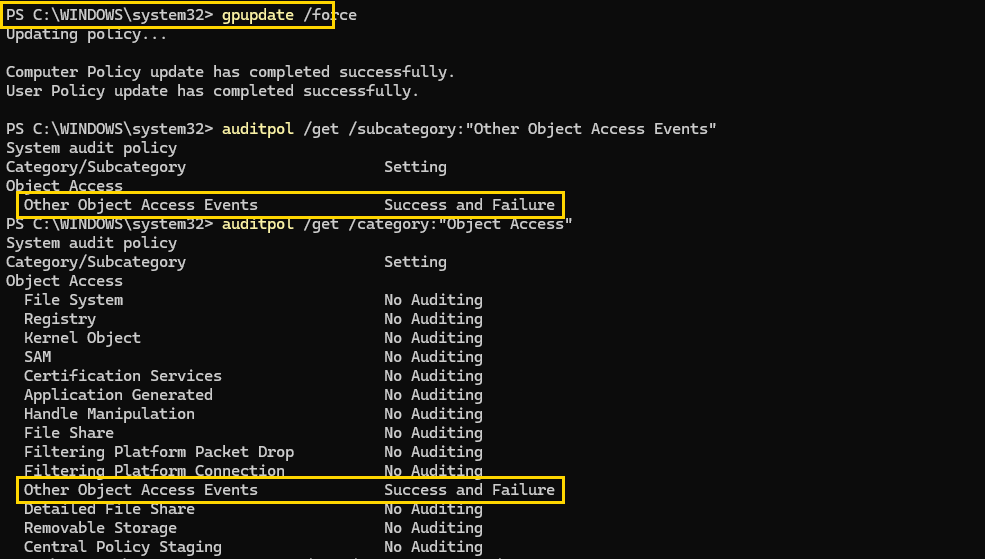 PS C:\WINDOWS\system32> gpupdate /force
Updating policy...
Computer Policy update has completed successfully.
User Policy update has completed successfully.
PS C:\WINDOWS\system32> auditpol /get /subcategory:"Other Object Access Events"
System audit policy
Category/Subcategory                      Setting
Object Access
  Other Object Access Events              Success and Failure
PS C:\WINDOWS\system32> auditpol /get /category:"Object Access"
System audit policy
Category/Subcategory                      Setting
Object Access
  File System                             No Auditing
  Registry                                No Auditing
  Kernel Object                           No Auditing
  SAM                                     No Auditing
  Certification Services                  No Auditing
  Application Generated                   No Auditing
  Handle Manipulation                     No Auditing
  File Share                              No Auditing
  Filtering Platform Packet Drop          No Auditing
  Filtering Platform Connection           No Auditing
  Other Object Access Events              Success and Failure
  Detailed File Share                     No Auditing
  Removable Storage                       No Auditing
  Central Policy Staging                  No Auditing